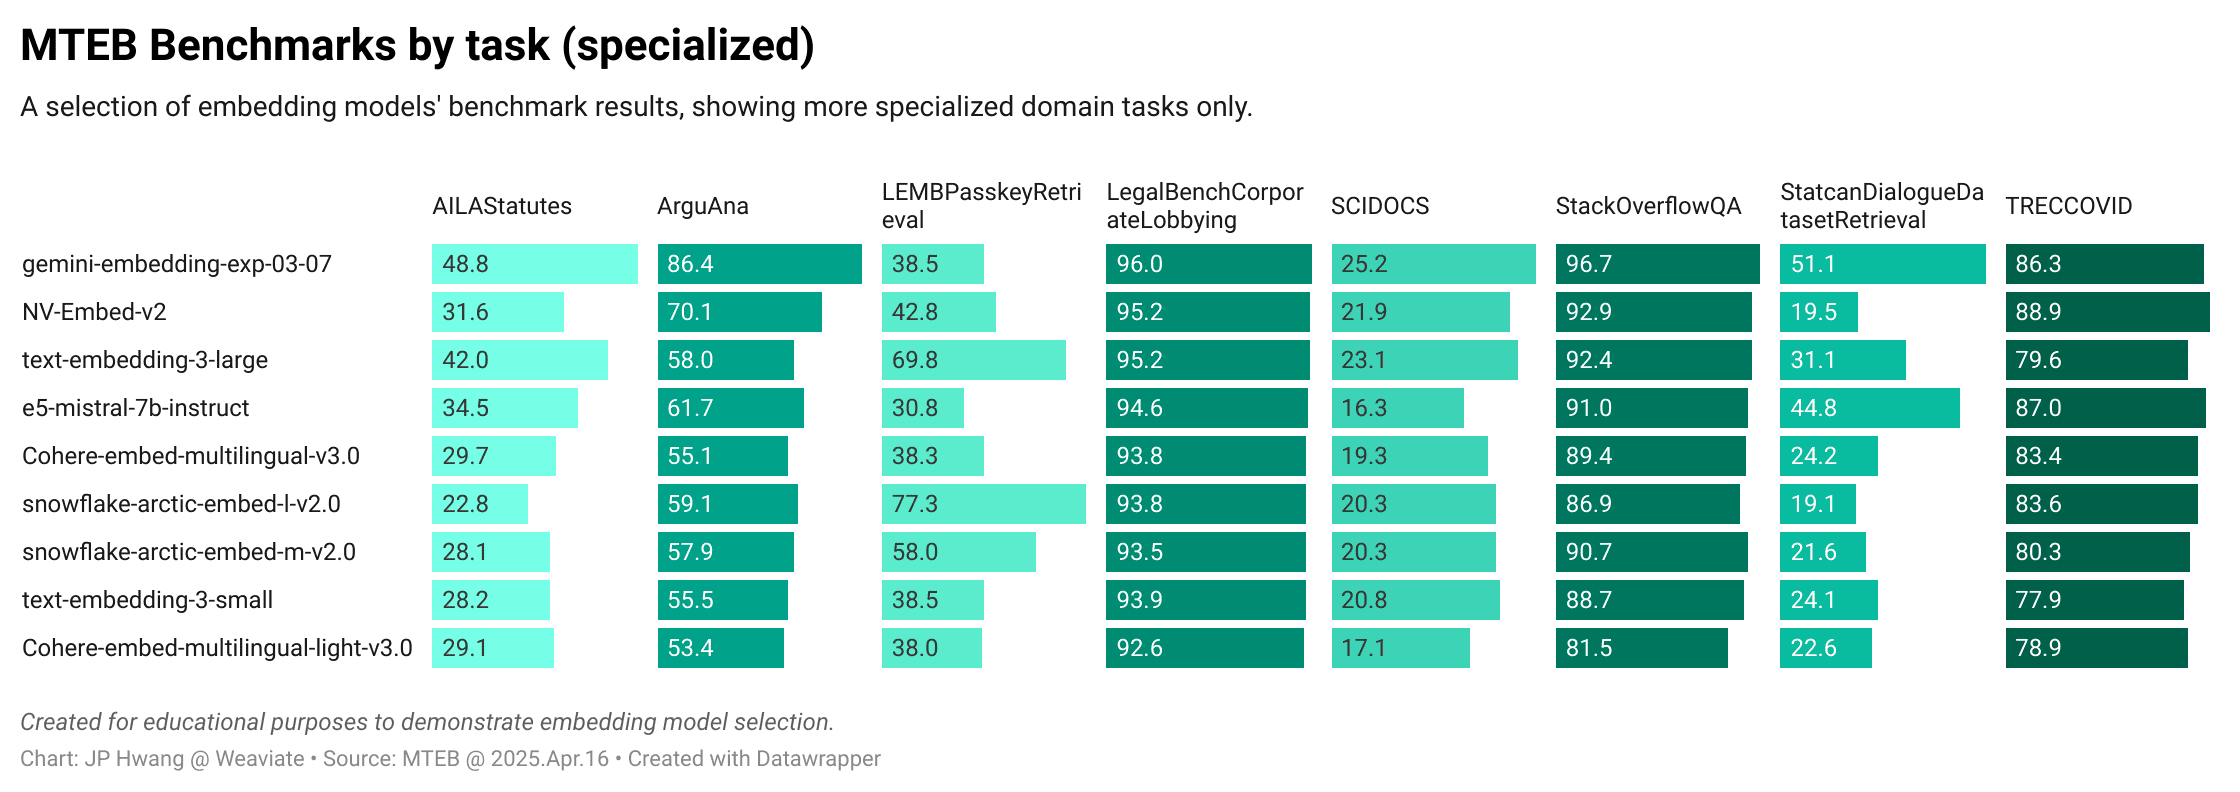 MTEB Benchmarks by task (specialized)
A selection of embedding models' benchmark results, showing more specialized domain tasks only.
AILAStatutes ArguAna LEMBPasskeyRetri LegalBenchCorpor SCIDOCS StackOverflowQA StatcanDialogueDa TRECCOVID
eval ateLobbying tasetRetrieval
gemini-embedding-exp-03-07 48.8 86.4 38.5 96.0 25.2 96.7 51.1 86.3
NV-Embed-v2 31.6 70.1 42.8 95.2 21.9 92.9 19.5 88.9
text-embedding-3-large 42.0 58.0 69.8 95.2 23.1 92.4 31.1 79.6
e5-mistral-7b-instruct 34.5 61.7 30.8 94.6 16.3 91.0 44.8 87.0
Cohere-embed-multilingual-v3.0 29.7 55.1 38.3 93.8 19.3 89.4 24.2 83.4
snowflake-arctic-embed-l-v2.0 22.8 59.1 77.3 93.8 20.3 86.9 19.1 83.6
snowflake-arctic-embed-m-v2.0 28.1 57.9 58.0 93.5 20.3 90.7 21.6 80.3
text-embedding-3-small 28.2 55.5 38.5 93.9 20.8 88.7 24.1 77.9
Cohere-embed-multilingual-light-v3.0 29.1 53.4 38.0 92.6 17.1 81.5 22.6 78.9
Created for educational purposes to demonstrate embedding model selection.
Chart: JP Hwang @ Weaviate • Source: MTEB @ 2025.Apr.16 • Created with Datawrapper